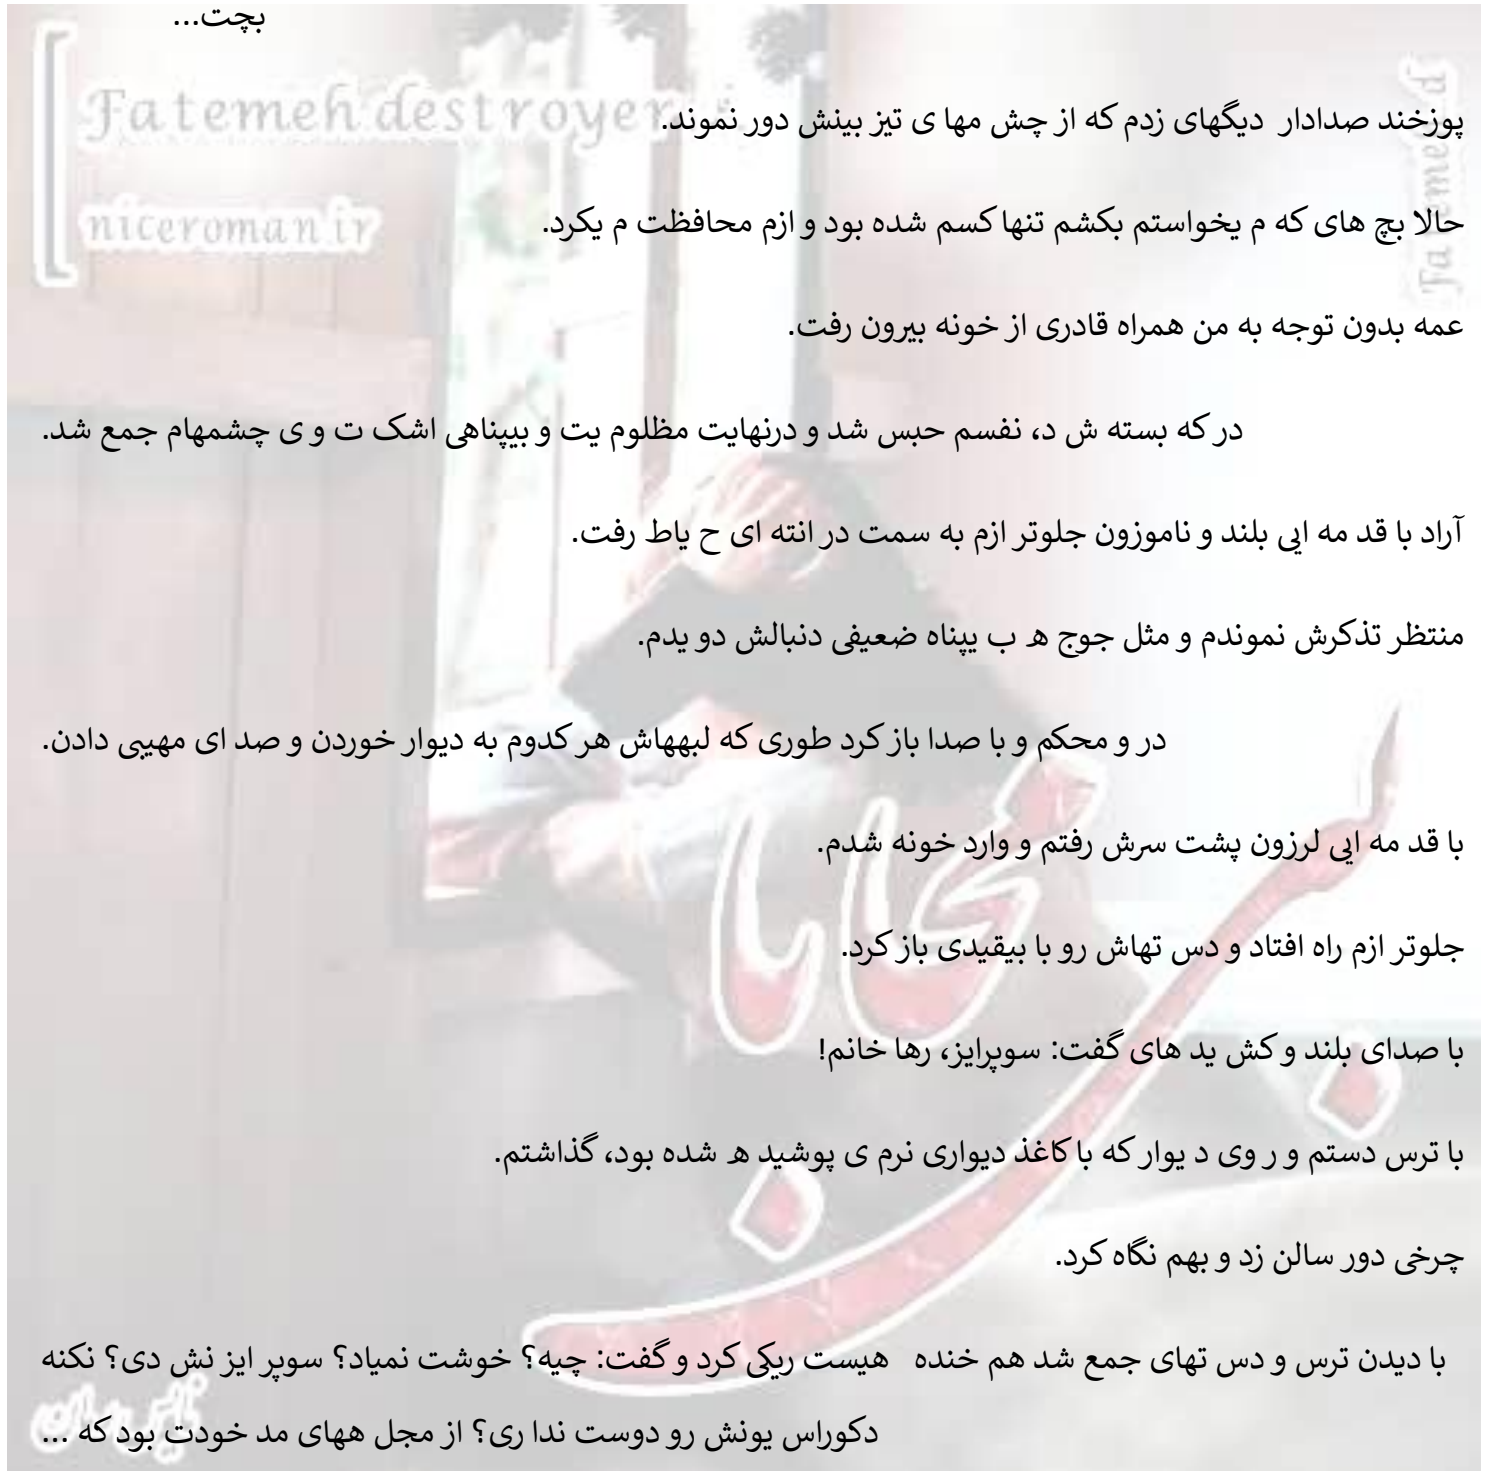 بچت...
Fatemeh destroyer
niceroman.ir
Fatemeh d
پوزخند صدادار دیگهای زدم که از چش مها ی تیز بینش دور نموند.
حالا بچ های که م یخواستم بکشم تنها کسم شده بود و ازم محافظت م یکرد.
عمه بدون توجه به من همراه قادری از خونه بیرون رفت.
در که بسته ش د، نفسم حبس شد و درنهایت مظلوم یت و بیپناهی اشک ت و ی چشمهام جمع شد.
آراد با قد مه ایی بلند و ناموزون جلوتر ازم به سمت در انته ای ح یاط رفت.
منتظر تذکرش نموندم و مثل جوج ه ب یپناه ضعیفی دنبالش دو یدم.
در و محکم و با صدا باز کرد طوری که لبههاش هر کدوم به دیوار خوردن و صد ای مهیبی دادن.
با قد مه ایی لرزون پشت سرش رفتم و وارد خونه شدم.
جلوتر ازم راه افتاد و دس تهاش رو با بیقیدی باز کرد.
با صدای بلند و کش ید های گفت: سوپرایز، رها خانم!
با ترس دستم و ر وی د یوار که با کاغذ دیواری نرم ی پوشید ه شده بود، گذاشتم.
چرخی دور سالن زد و بهم نگاه کرد.
با دیدن ترس و دس تهای جمع شد هم خنده هیست ریکی کرد و گفت: چیه؟ خوشت نمیاد؟ سوپر ایز نش دی؟ نکنه
دکوراس یونش رو دوست ندا ری؟ از مجل ههای مد خودت بود که ...
بی محابا